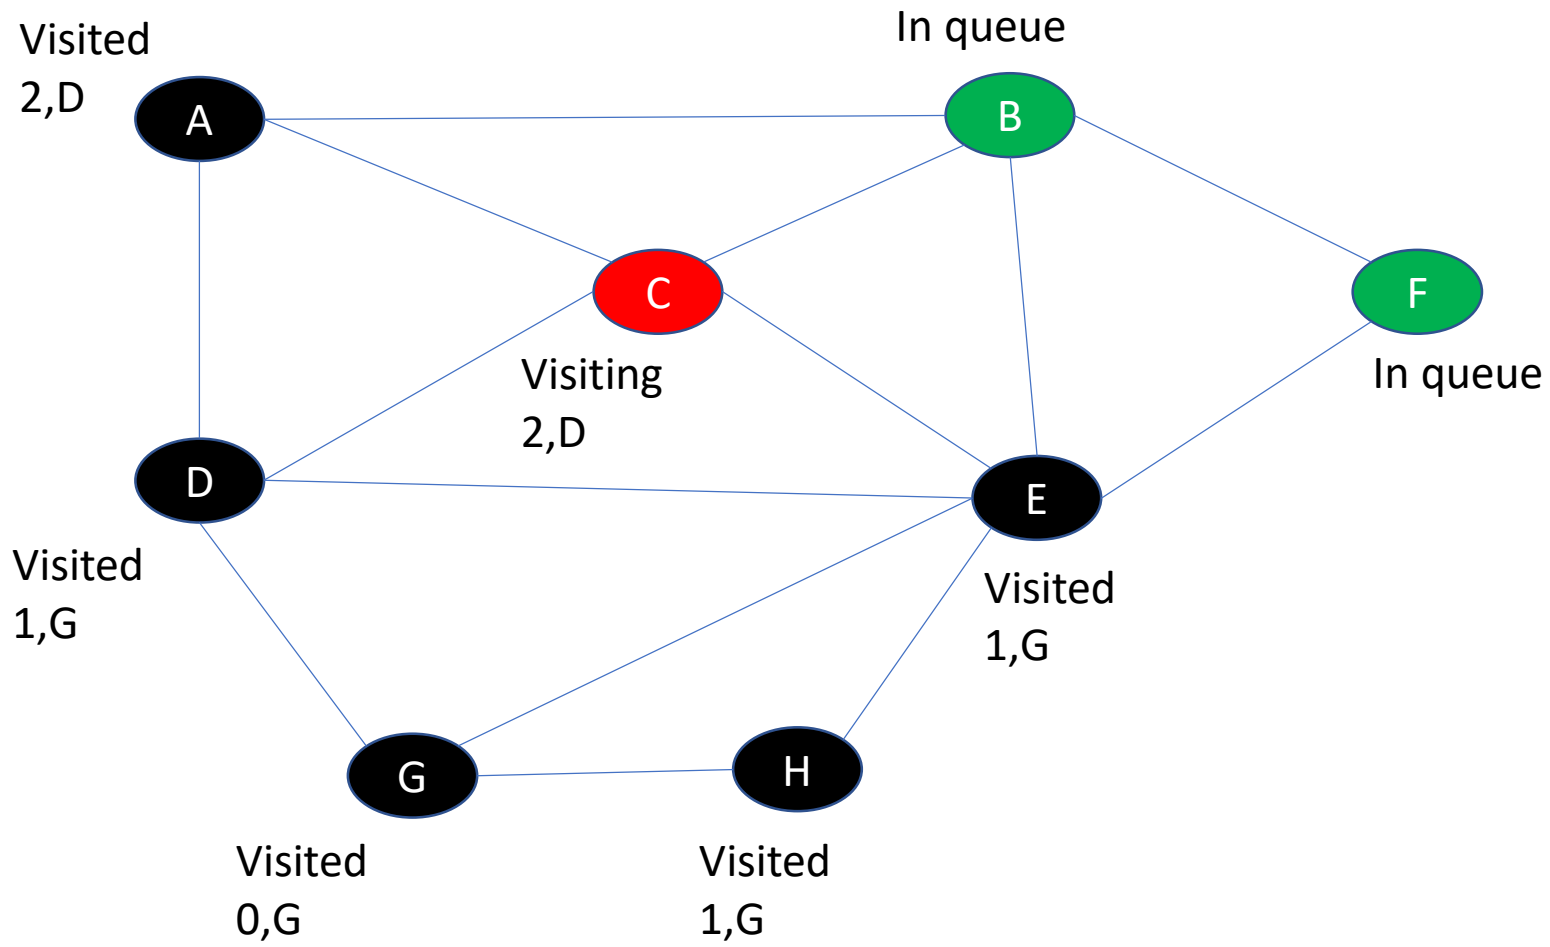 In queue
Visited
2,D
A
B
C
F
Visiting
2,D
In queue
D
E
Visited
1,G
Visited
1,G
G
H
Visited
0,G
Visited
1,G